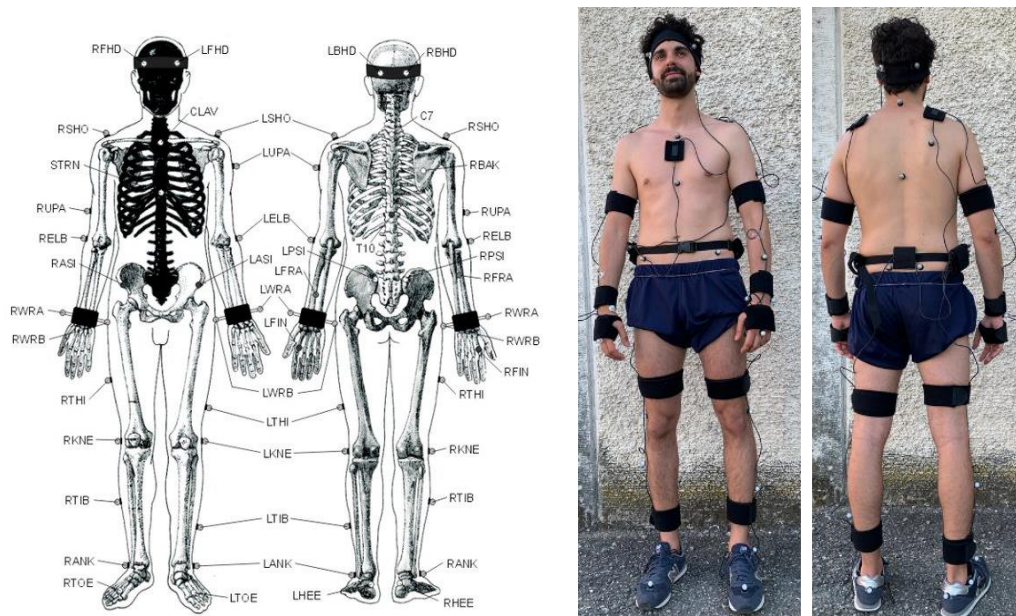 RFHD
LFHD
LBHD
RBHD
CLAV
C7
RSHO
LSHO
RSHO
STRN
LUPA
RBAK
RUPA
RUPA
RELB
LELB
RELB
T10
LPSI
RPSI
RASI
LASI
LFRA
RFRA
LWRA
RWRA
RWRA
LFIN
RWRB
RWRB
RFIN
RTHI
LWRB
RTHI
LTHI
RKNE
LKNE
RKNE
RTIB
RTIB
LTIB
RANK
LANK
RANK
RTOE
LTOE
LHEE
RHEE